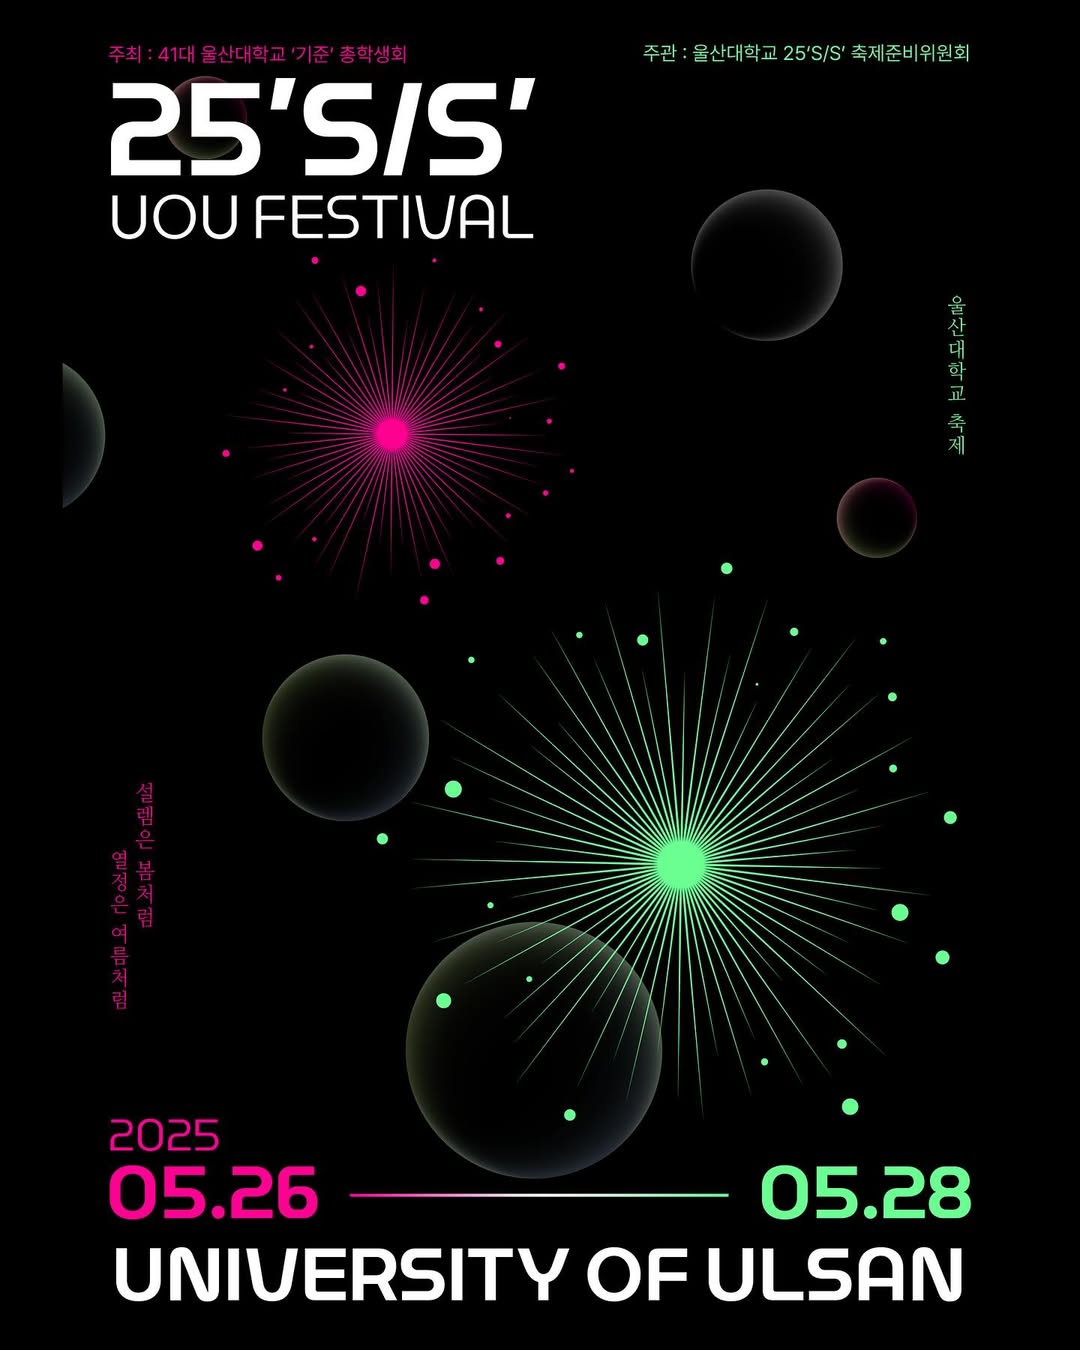 주최 : 41대 울산대학교 ‘기준’ 총학생회
주관 : 울산대학교 25‘S/S’ 축제준비위원회
25’S/S’
UOU FESTIVAL
울산대학교 축제
설렘은 봄처럼
열정은 여름처럼
2025
05.26
05.28
UNIVERSITY OF ULSAN